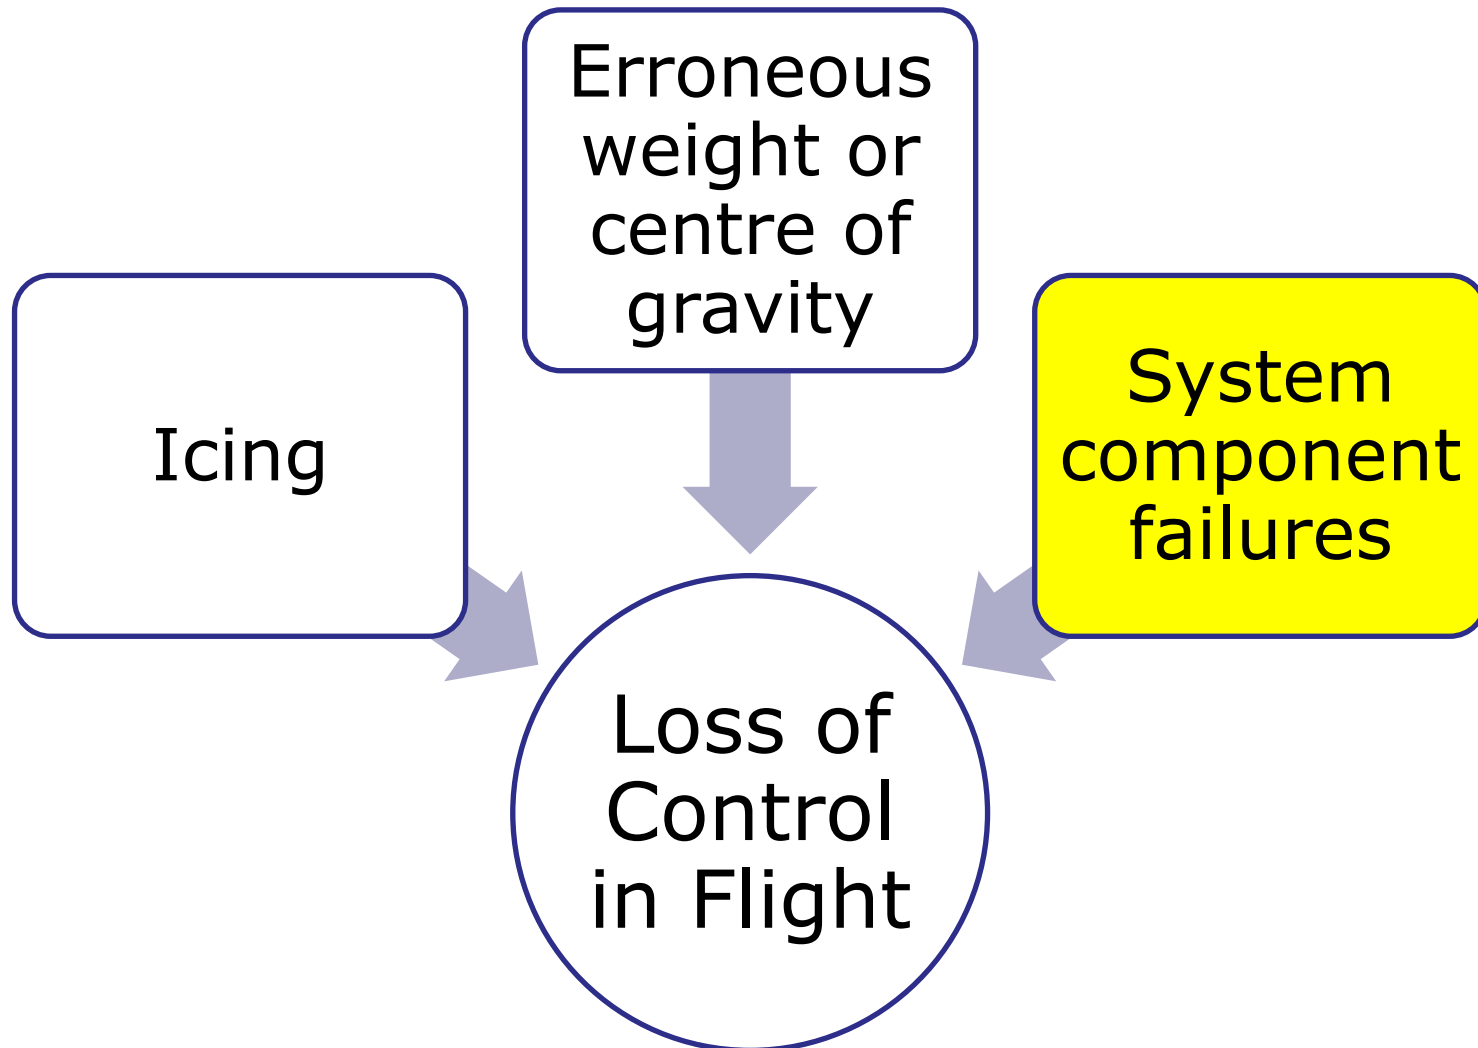 Erroneous
weight or
centre of
gravity
Icing
System
component
failures
Loss of
Control
in Flight